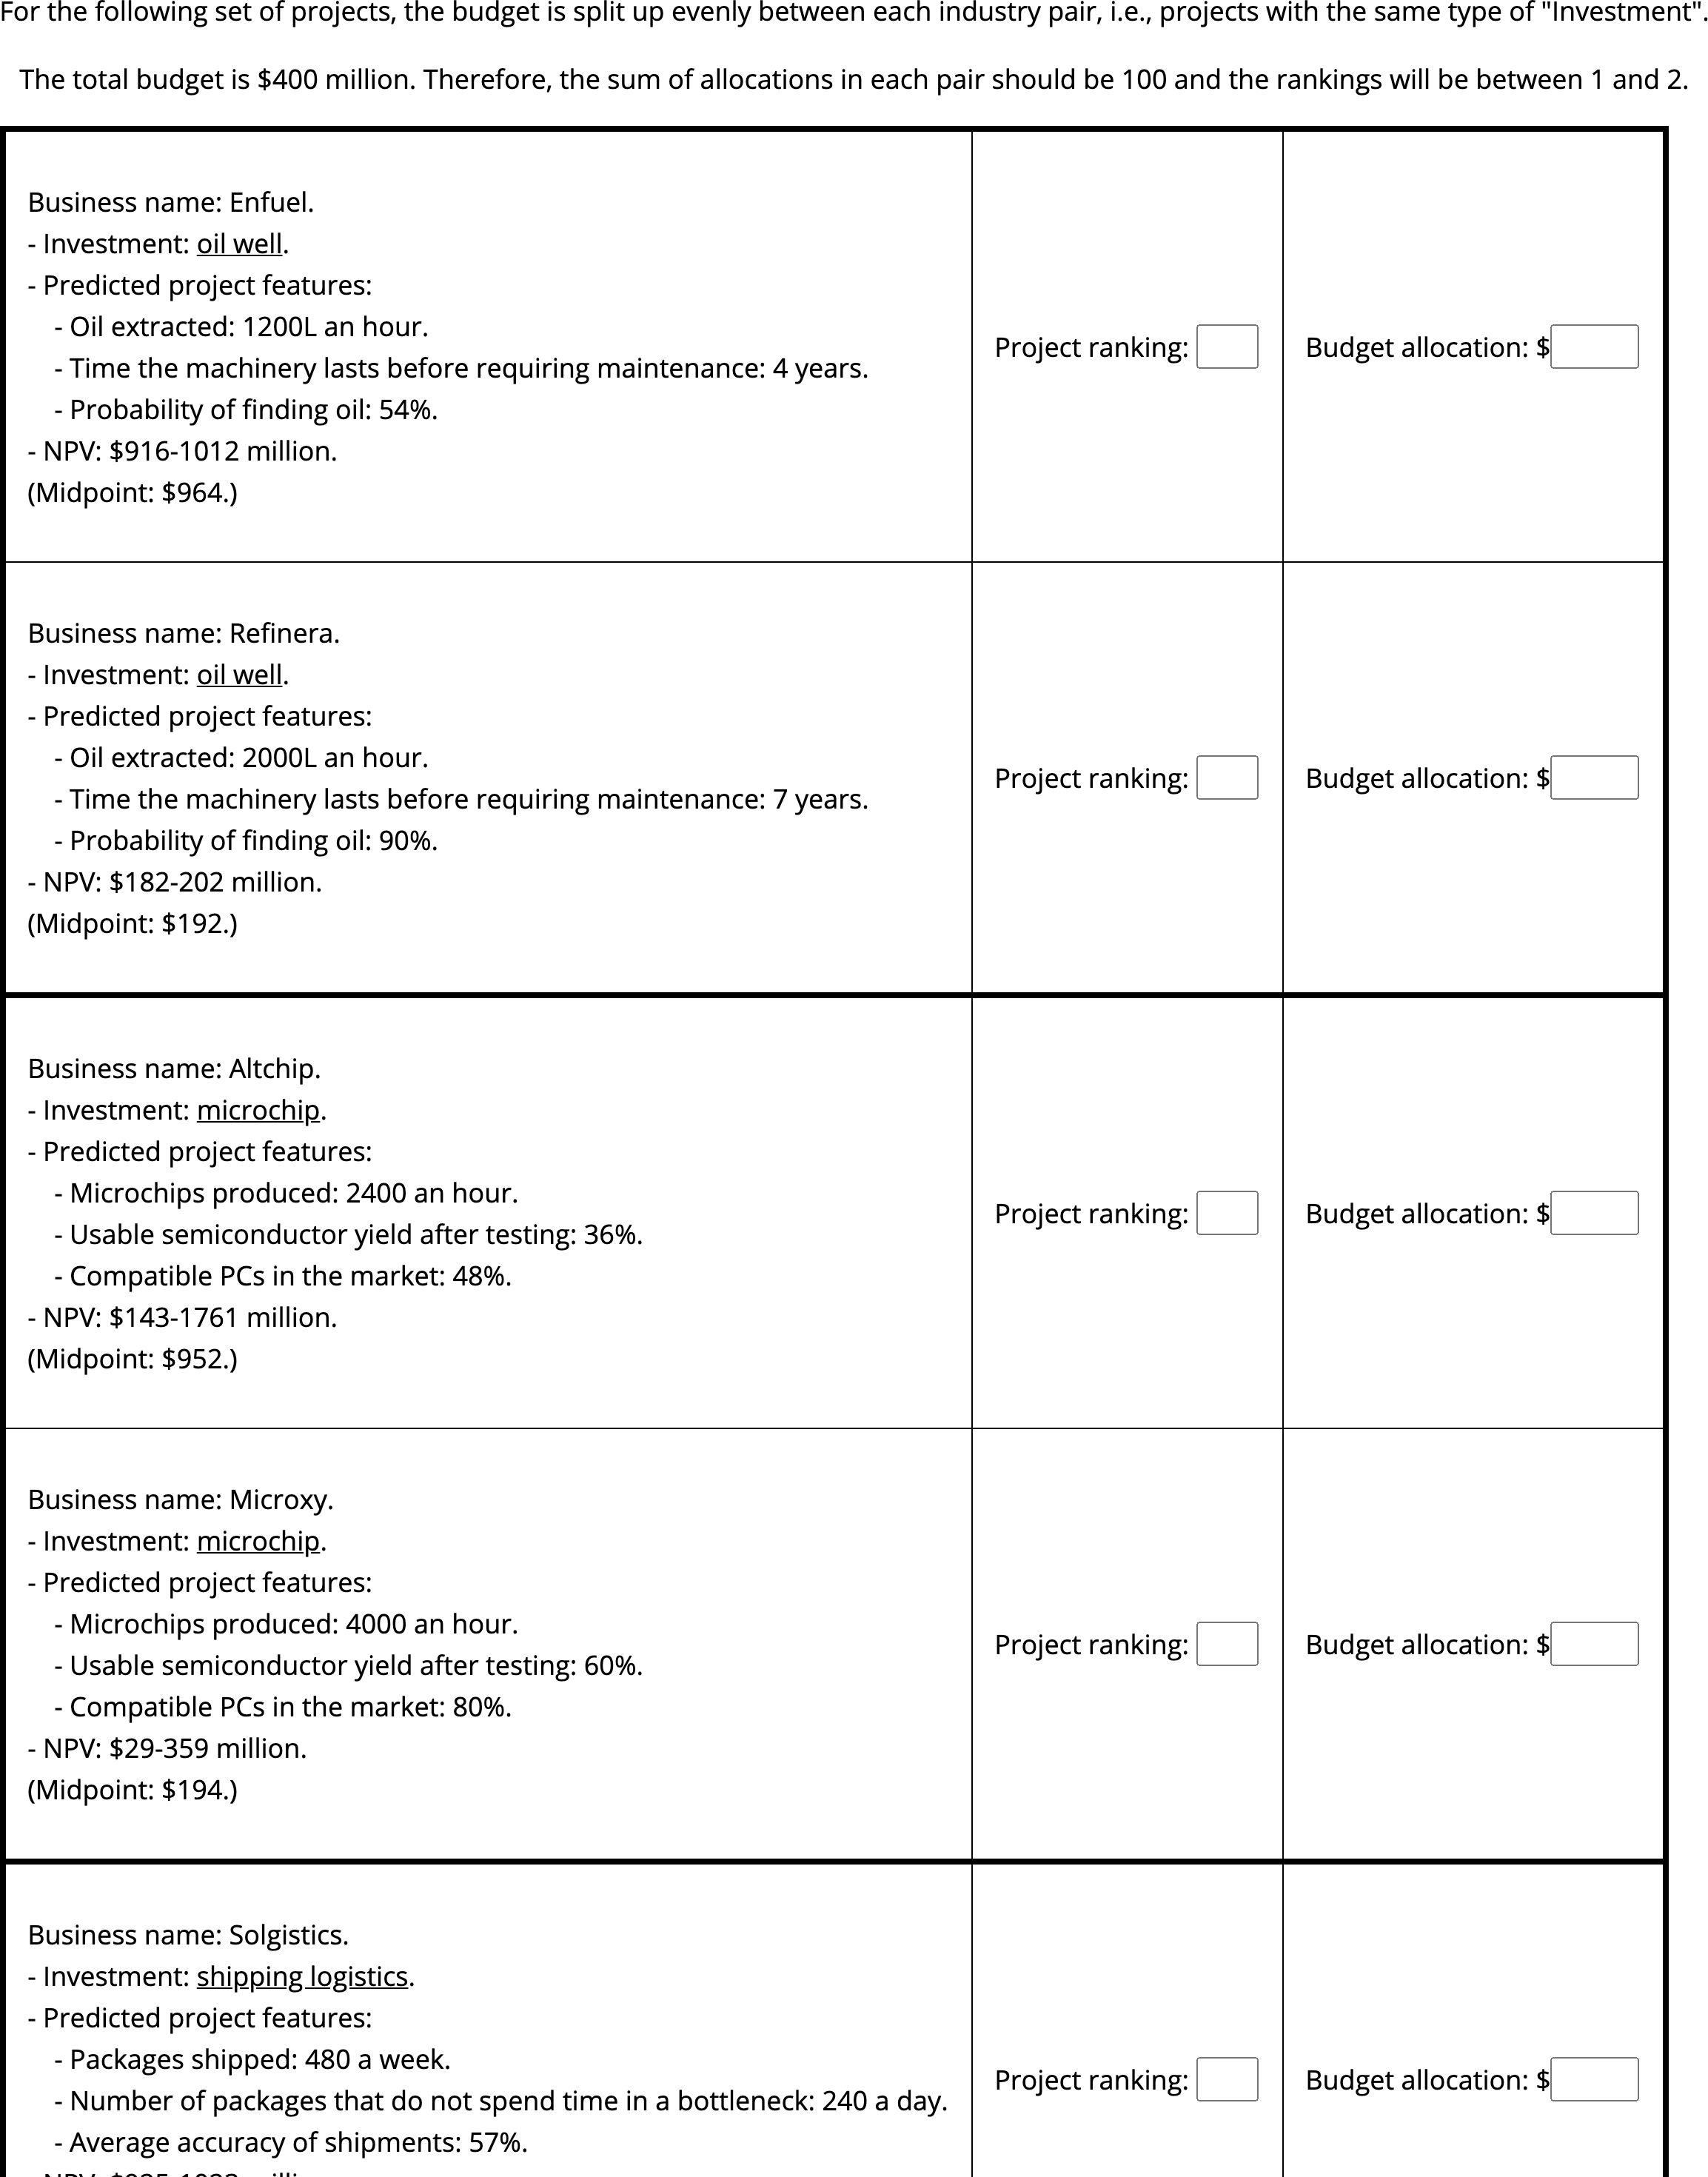 For the following set of projects, the budget is split up evenly between each industry pair, i.e., projects with the same type of "Investment".
The total budget is $400 million. Therefore, the sum of allocations in each pair should be 100 and the rankings will be between 1 and 2.
Business name: Enfuel.
- Investment: oil well.
- Predicted project features:
- Oil extracted: 1200L an hour.
- Time the machinery lasts before requiring maintenance: 4 years.
- Probability of finding oil: 54%.
- NPV: $916-1012 million.
(Midpoint: $964.)
Project ranking:
Budget allocation: $
Business name: Refinera.
- Investment: oil well.
- Predicted project features:
- Oil extracted: 2000L an hour.
- Time the machinery lasts before requiring maintenance: 7 years.
- Probability of finding oil: 90%.
- NPV: $182-202 million.
(Midpoint: $192.)
Project ranking:
Budget allocation: $
Business name: Altchip.
- Investment: microchip.
- Predicted project features:
- Microchips produced: 2400 an hour.
- Usable semiconductor yield after testing: 36%.
- Compatible PCs in the market: 48%.
- NPV: $143-1761 million.
(Midpoint: $952.)
Project ranking:
Budget allocation: $
Business name: Microxy.
- Investment: microchip.
- Predicted project features:
- Microchips produced: 4000 an hour.
- Usable semiconductor yield after testing: 60%.
- Compatible PCs in the market: 80%.
- NPV: $29-359 million.
(Midpoint: $194.)
Project ranking:
Budget allocation: $
Business name: Solgistics.
- Investment: shipping logistics.
- Predicted project features:
- Packages shipped: 480 a week.
- Number of packages that do not spend time in a bottleneck: 240 a day.
- Average accuracy of shipments: 57%.
Project ranking:
Budget allocation: $